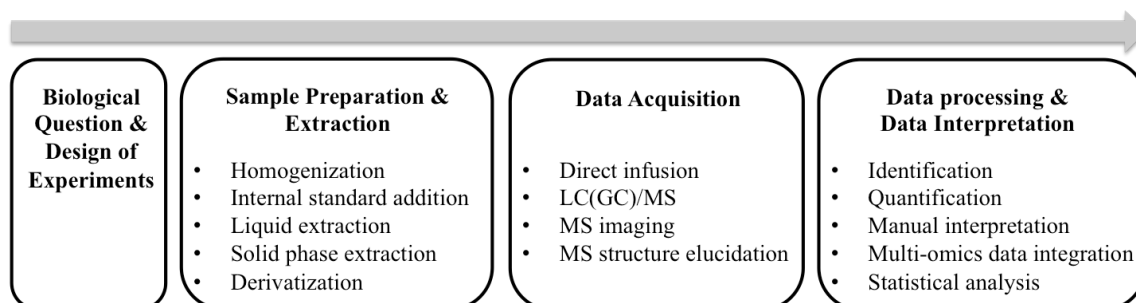 Biological
Question &
Design of
Experiments
Sample Preparation &
Extraction
• Homogenization
• Internal standard addition
• Liquid extraction
• Solid phase extraction
• Derivatization
Data Acquisition
• Direct infusion
• LC(GC)/MS
• MS imaging
• MS structure elucidation
Data processing &
Data Interpretation
• Identification
• Quantification
• Manual interpretation
• Multi-omics data integration
• Statistical analysis